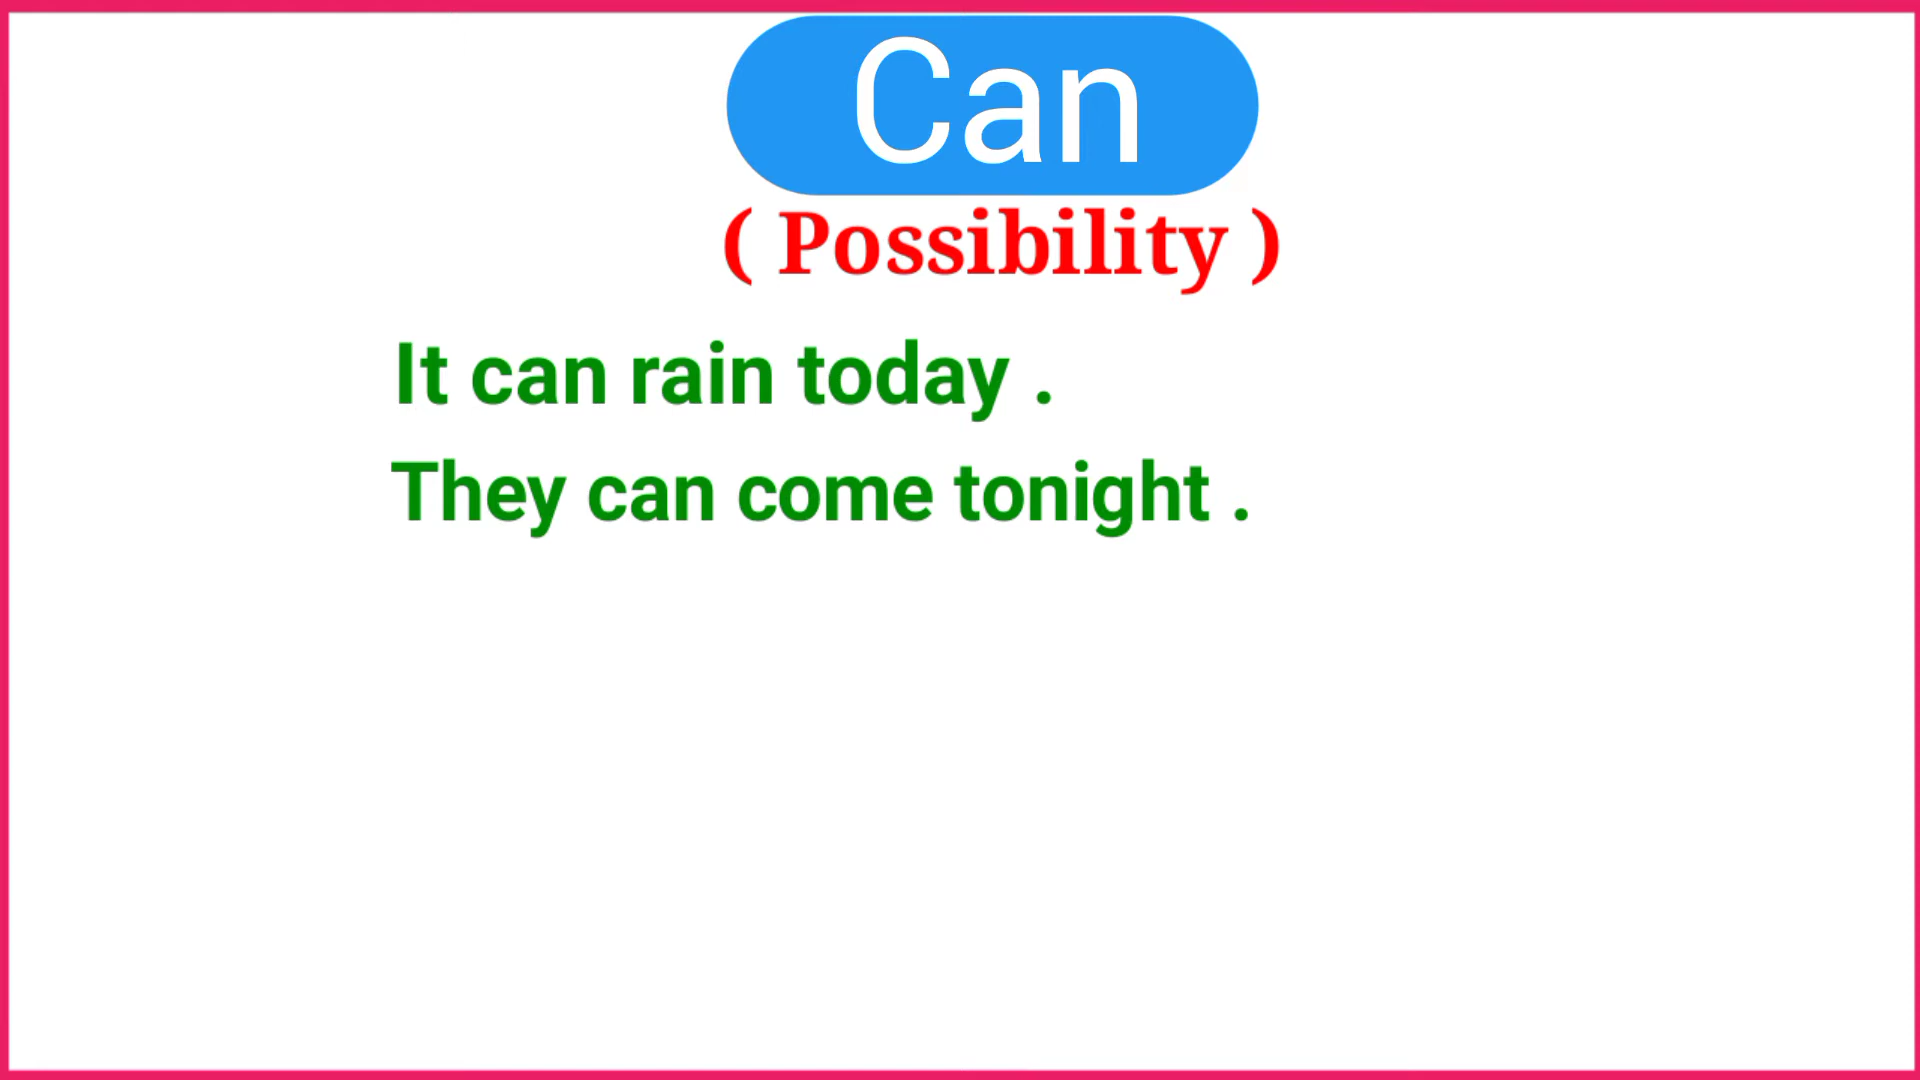 Can
( Possibility )
It can rain today .
They can come tonight .